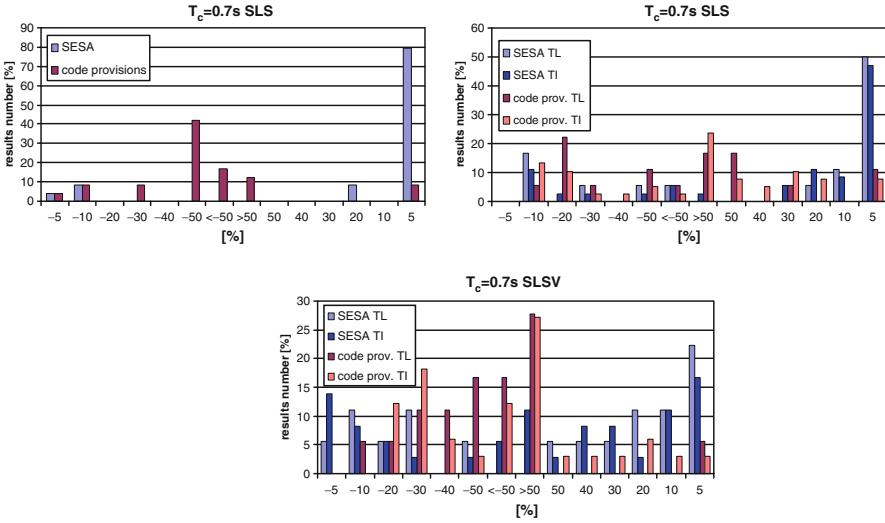 T_c=0.7s SLS
results number [%]
90
80
70
60
50
40
30
20
10
0
SESA
code provisions
−5 −10 −20 −30 −40 −50 <−50 >50 50 40 30 20 10 5
[%]
T_c=0.7s SLS
results number [%]
60
50
40
30
20
10
0
SESA TL
SESA TI
code prov. TL
code prov. TI
−5 −10 −20 −30 −40 −50 <−50 >50 50 40 30 20 10 5
[%]
T_c=0.7s SLSV
results number [%]
30
25
20
15
10
5
0
SESA TL
SESA TI
code prov. TL
code prov. TI
−5 −10 −20 −30 −40 −50 <−50 >50 50 40 30 20 10 5
[%]